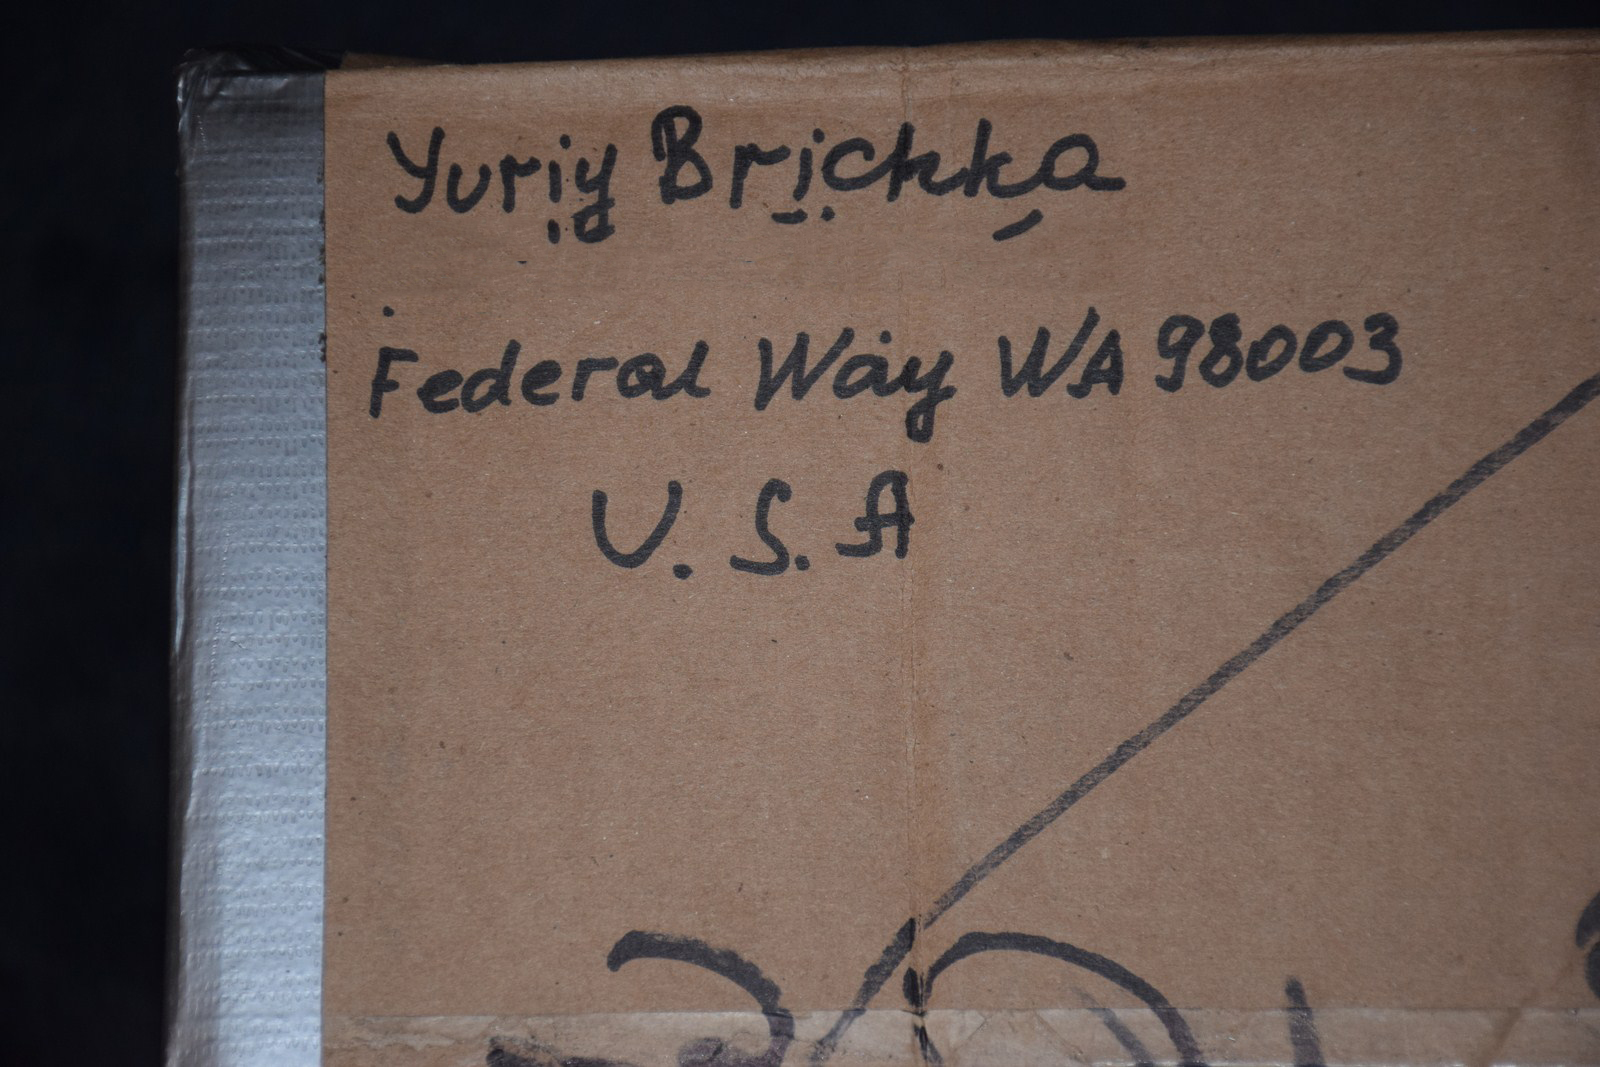 Yuriy Brichka
Federal Way WA 98003
U.S.A